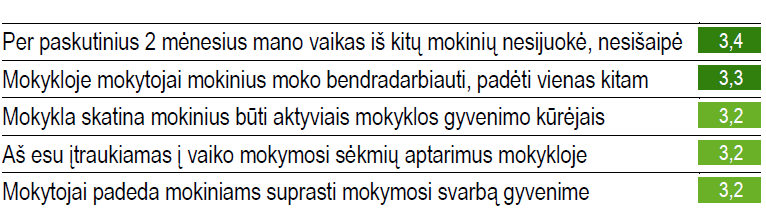 Per paskutinius 2 mėnesius mano vaikas iš kitų mokinių nesijuokė, nesišaipė 3,4
Mokykloje mokytojai mokinius moko bendradarbiauti, padėti vienas kitam 3,3
Mokykla skatina mokinius būti aktyviais mokyklos gyvenimo kūrėjais 3,2
Aš esu įtraukiamas į vaiko mokymosi sėkmių aptarimus mokykloje 3,2
Mokytojai padeda mokiniams suprasti mokymosi svarbą gyvenime 3,2